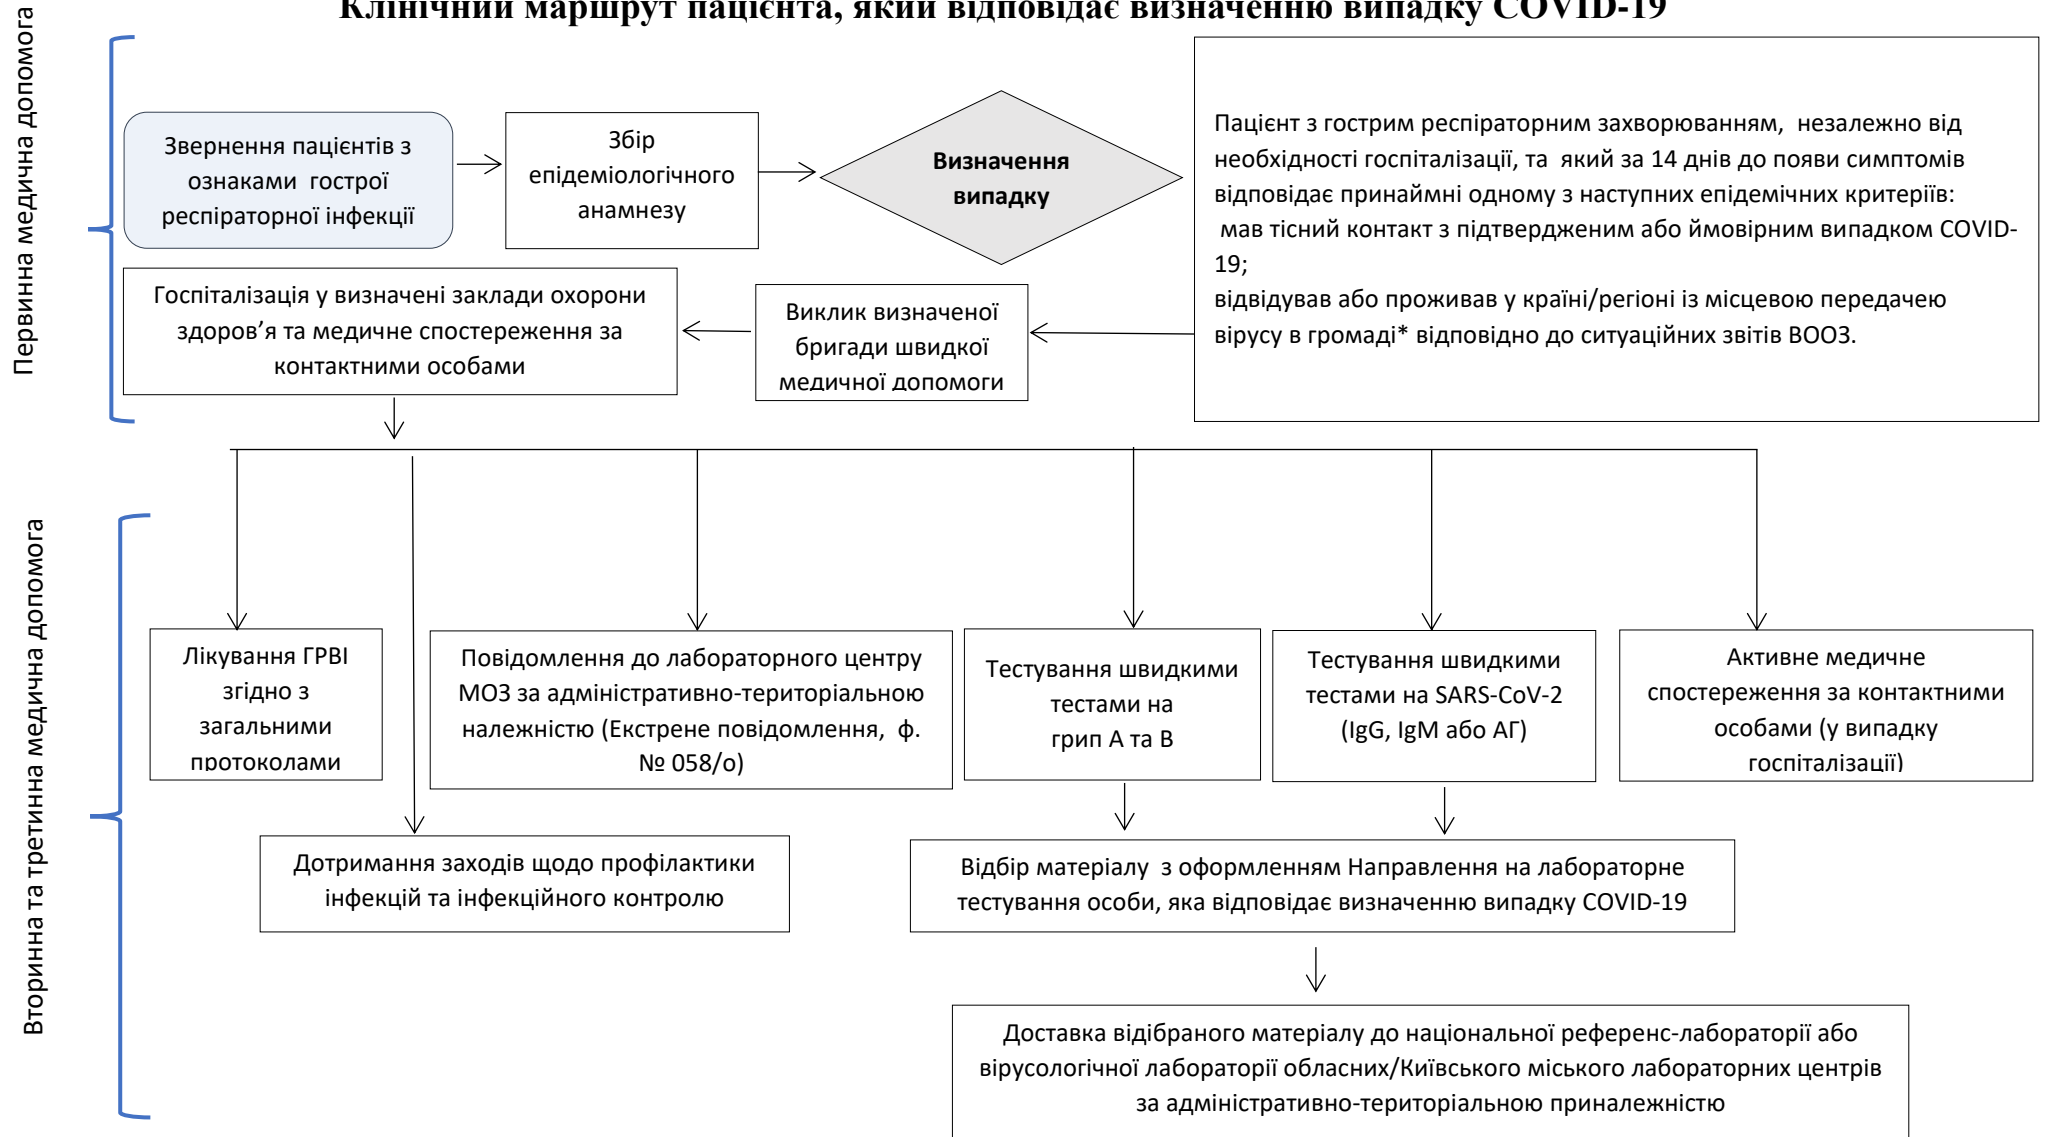 Клінічний маршрут пацієнта, який відповідає визначенню випадку COVID-19
Первинна медична допомога
Звернення пацієнтів з
ознаками гострої
респіраторної інфекції
Збір
епідеміологічного
анамнезу
Визначення
випадку
Пацієнт з гострим респіраторним захворюванням, незалежно від
необхідності госпіталізації, та який за 14 днів до появи симптомів
відповідає принаймні одному з наступних епідемічних критеріїв:
мав тісний контакт з підтвердженим або ймовірним випадком COVID-
19;
відвідував або проживав у країні/регіоні із місцевою передачею
вірусу в громаді* відповідно до ситуаційних звітів ВООЗ.
Виклик визначеної
бригади швидкої
медичної допомоги
Госпіталізація у визначені заклади охорони
здоров’я та медичне спостереження за
контактними особами
Вторинна та третинна медична допомога
Лікування ГРВІ
згідно з
загальними
протоколами
Повідомлення до лабораторного центру
МОЗ за адміністративно-територіальною
належністю (Екстрене повідомлення, ф.
№ 058/о)
Тестування швидкими
тестами на
грип А та В
Тестування швидкими
тестами на SARS-CoV-2
(IgG, IgM або АГ)
Активне медичне
спостереження за контактними
особами (у випадку
госпіталізації)
Дотримання заходів щодо профілактики
інфекцій та інфекційного контролю
Відбір матеріалу з оформленням Направлення на лабораторне
тестування особи, яка відповідає визначенню випадку COVID-19
Доставка відібраного матеріалу до національної референс-лабораторії або
вірусологічної лабораторії обласних/Київського міського лабораторних центрів
за адміністративно-територіальною приналежністю